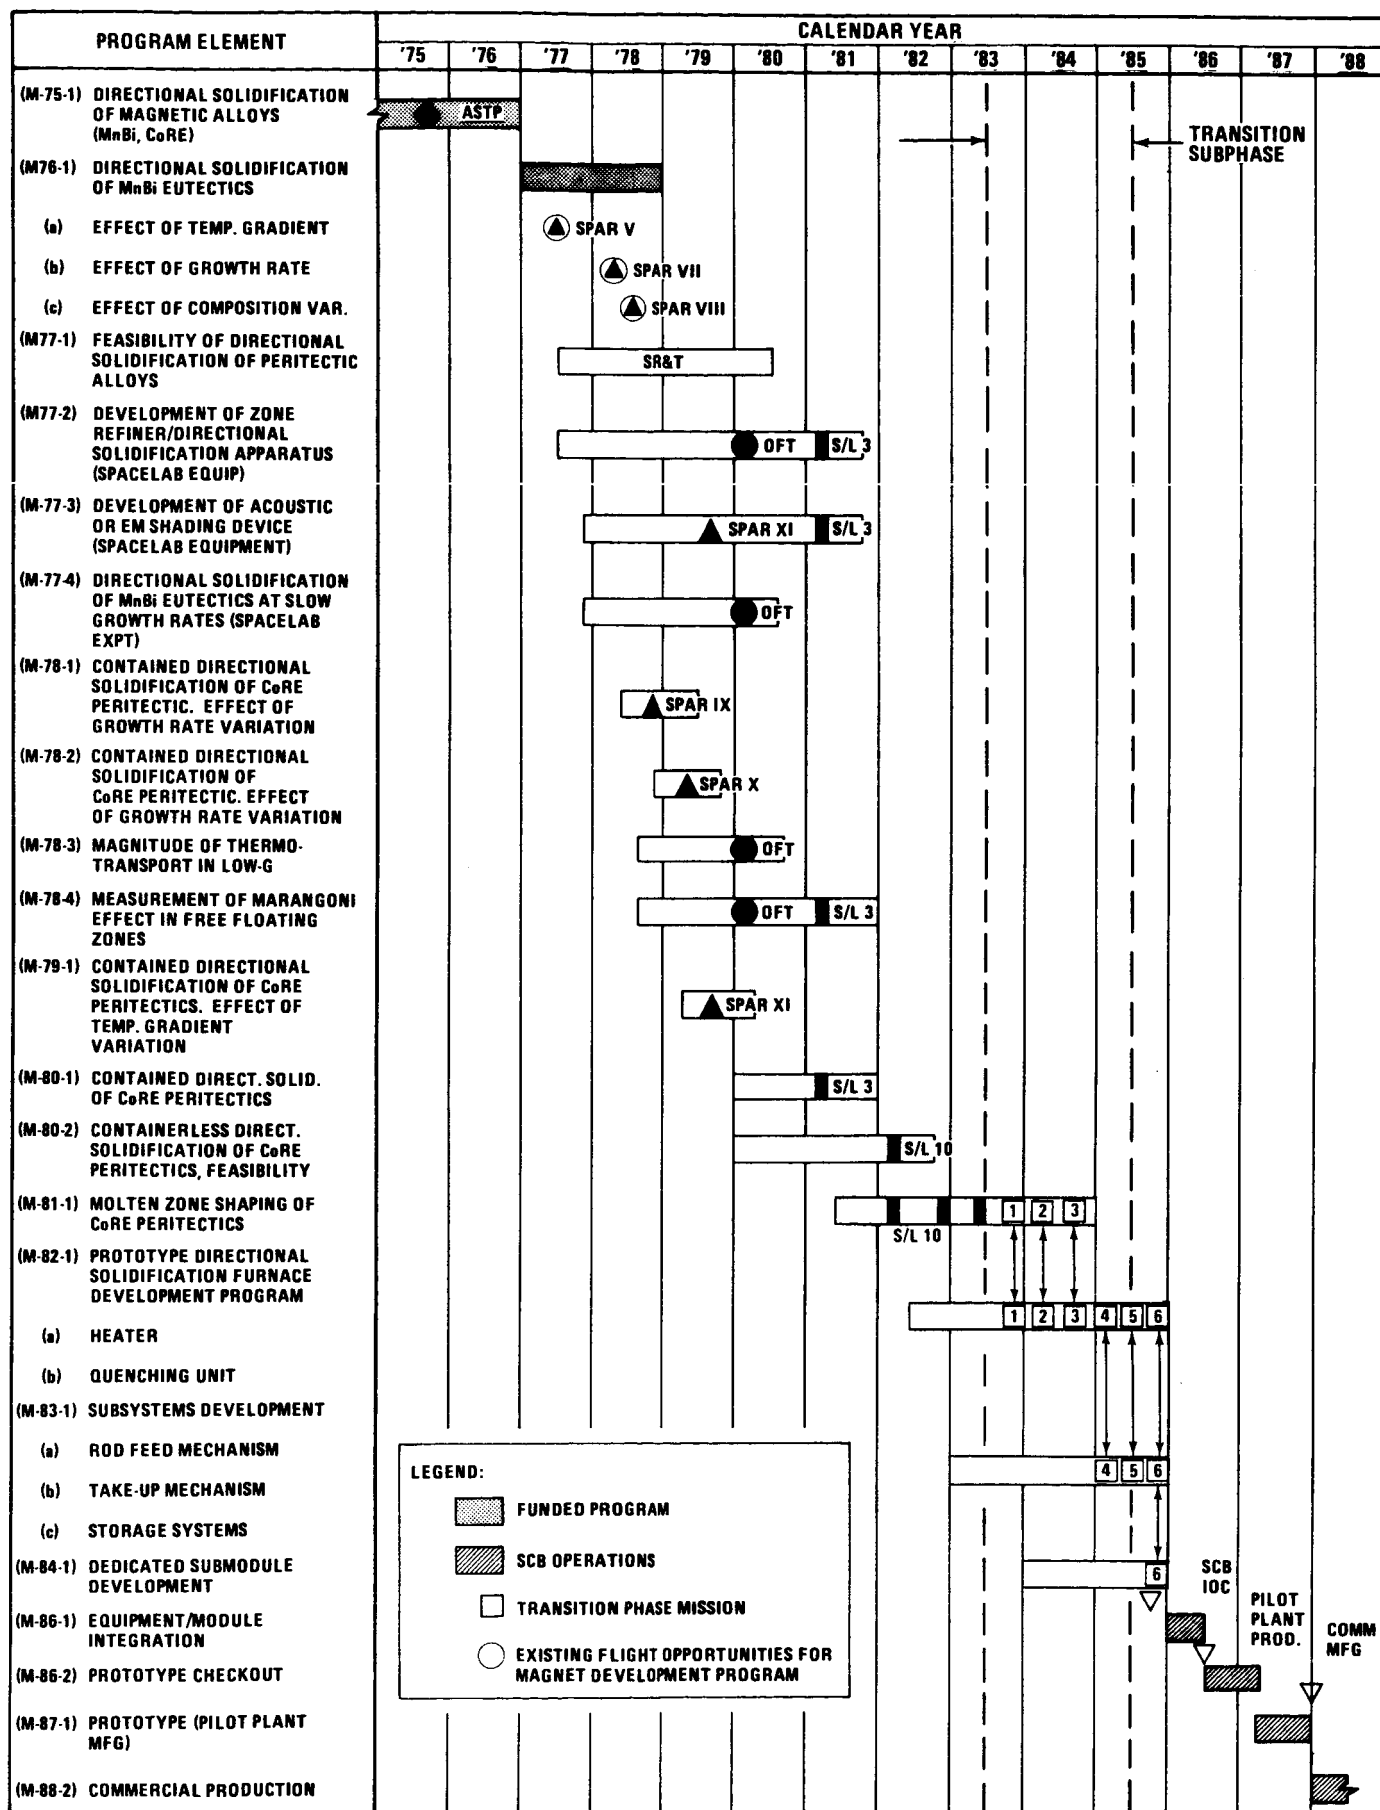 PROGRAM ELEMENT
CALENDAR YEAR
'75 '76 '77 '78 '79 '80 '81 '82 '83 '84 '85 '86 '87 '88
(M-75-1) DIRECTIONAL SOLIDIFICATION
OF MAGNETIC ALLOYS
(MnBi, CoRE)
ASTP
TRANSITION
SUBPHASE
(M76-1) DIRECTIONAL SOLIDIFICATION
OF MnBi EUTECTICS
(a) EFFECT OF TEMP. GRADIENT
SPAR V
(b) EFFECT OF GROWTH RATE
SPAR VII
(c) EFFECT OF COMPOSITION VAR.
SPAR VIII
(M77-1) FEASIBILITY OF DIRECTIONAL
SOLIDIFICATION OF PERITECTIC
ALLOYS
SR&T
(M77-2) DEVELOPMENT OF ZONE
REFINER/DIRECTIONAL
SOLIDIFICATION APPARATUS
(SPACELAB EQUIP)
OFT S/L 3
(M-77-3) DEVELOPMENT OF ACOUSTIC
OR EM SHADING DEVICE
(SPACELAB EQUIPMENT)
SPAR XI S/L 3
(M-77-4) DIRECTIONAL SOLIDIFICATION
OF MnBi EUTECTICS AT SLOW
GROWTH RATES (SPACELAB
EXPT)
OFT
(M-78-1) CONTAINED DIRECTIONAL
SOLIDIFICATION OF CoRE
PERITECTIC. EFFECT OF
GROWTH RATE VARIATION
SPAR IX
(M-78-2) CONTAINED DIRECTIONAL
SOLIDIFICATION OF
CoRE PERITECTIC. EFFECT
OF GROWTH RATE VARIATION
SPAR X
(M-78-3) MAGNITUDE OF THERMO-
TRANSPORT IN LOW-G
OFT
(M-78-4) MEASUREMENT OF MARANGONI
EFFECT IN FREE FLOATING
ZONES
OFT S/L 3
(M-79-1) CONTAINED DIRECTIONAL
SOLIDIFICATION OF CoRE
PERITECTICS. EFFECT OF
TEMP. GRADIENT
VARIATION
SPAR XI
(M-80-1) CONTAINED DIRECT. SOLID.
OF CoRE PERITECTICS
S/L 3
(M-80-2) CONTAINERLESS DIRECT.
SOLIDIFICATION OF CoRE
PERITECTICS, FEASIBILITY
S/L 10
(M-81-1) MOLTEN ZONE SHAPING OF
CoRE PERITECTICS
1 2 3
S/L 10
(M-82-1) PROTOTYPE DIRECTIONAL
SOLIDIFICATION FURNACE
DEVELOPMENT PROGRAM
1 2 3 4 5 6
(a) HEATER
(b) QUENCHING UNIT
(M-83-1) SUBSYSTEMS DEVELOPMENT
(a) ROD FEED MECHANISM
4 5 6
(b) TAKE-UP MECHANISM
(c) STORAGE SYSTEMS
(M-84-1) DEDICATED SUBMODULE
DEVELOPMENT
6
SCB
IOC
(M-86-1) EQUIPMENT/MODULE
INTEGRATION
PILOT
PLANT
PROD.
COMM
MFG
(M-86-2) PROTOTYPE CHECKOUT
(M-87-1) PROTOTYPE (PILOT PLANT
MFG)
(M-88-2) COMMERCIAL PRODUCTION
LEGEND:
FUNDED PROGRAM
SCB OPERATIONS
TRANSITION PHASE MISSION
EXISTING FLIGHT OPPORTUNITIES FOR
MAGNET DEVELOPMENT PROGRAM